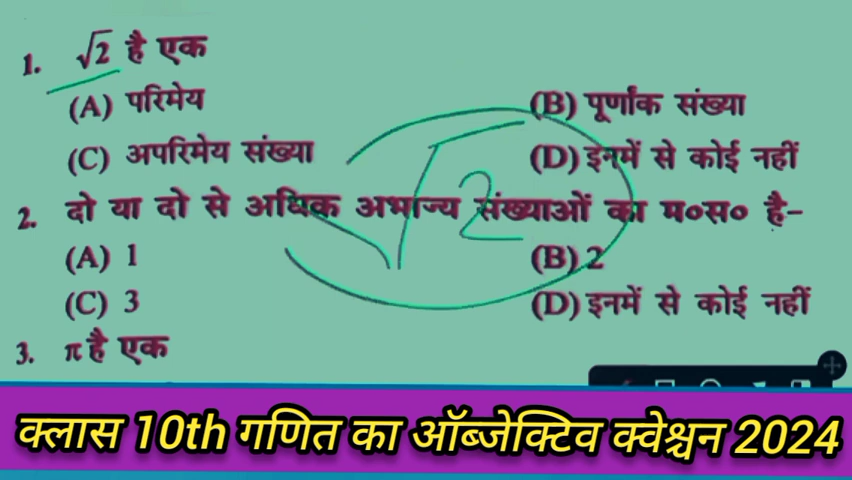 1. √2 है एक
(A) परिमेय (B) पूर्णांक संख्या
(C) अपरिमेय संख्या (D) इनमें से कोई नहीं
√2
2. दो या दो से अधिक अभाज्य संख्याओं का म०स० है-
(A) 1 (B) 2
(C) 3 (D) इनमें से कोई नहीं
3. π है एक
क्लास 10th गणित का ऑब्जेक्टिव क्वेश्चन 2024